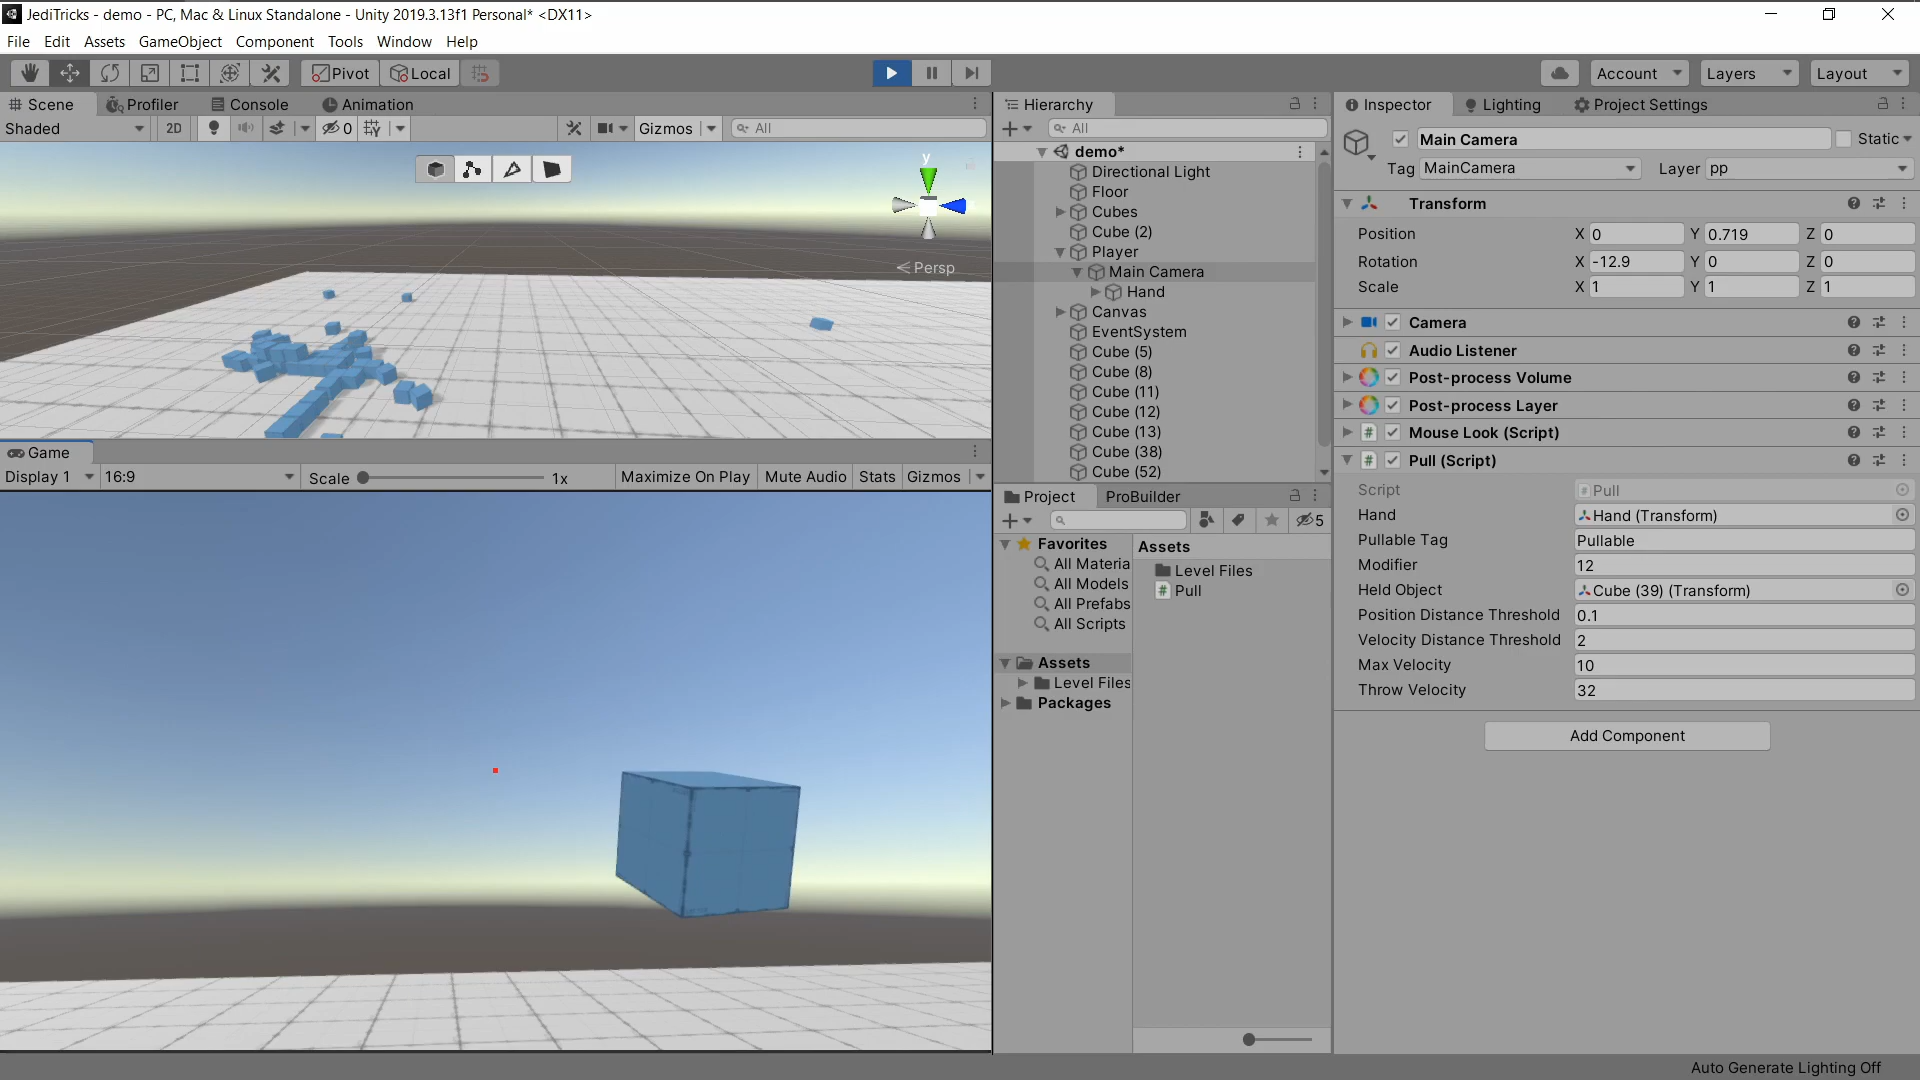 JediTricks - demo - PC, Mac & Linux Standalone - Unity 2019.3.13f1 Personal* <DX11>
File Edit Assets GameObject Component Tools Window Help
Pivot Local Account Layers Layout
Scene Profiler Console Animation
Shaded 2D 0 Gizmos All
y
Persp
Game
Display 1 16:9 Scale 1x Maximize On Play Mute Audio Stats Gizmos
Hierarchy
All
demo*
Directional Light
Floor
Cubes
Cube (2)
Player
Main Camera
Hand
Canvas
EventSystem
Cube (5)
Cube (8)
Cube (11)
Cube (12)
Cube (13)
Cube (38)
Cube (52)
Project ProBuilder
5
Favorites
All Materia
All Models
All Prefabs
All Scripts
Assets
Level Files
Packages
Assets
Level Files
Pull
Inspector Lighting Project Settings
Main Camera Static
Tag MainCamera Layer pp
Transform
Position X 0 Y 0.719 Z 0
Rotation X -12.9 Y 0 Z 0
Scale X 1 Y 1 Z 1
Camera
Audio Listener
Post-process Volume
Post-process Layer
Mouse Look (Script)
Pull (Script)
Script Pull
Hand Hand (Transform)
Pullable Tag Pullable
Modifier 12
Held Object Cube (39) (Transform)
Position Distance Threshold 0.1
Velocity Distance Threshold 2
Max Velocity 10
Throw Velocity 32
Add Component
Auto Generate Lighting Off